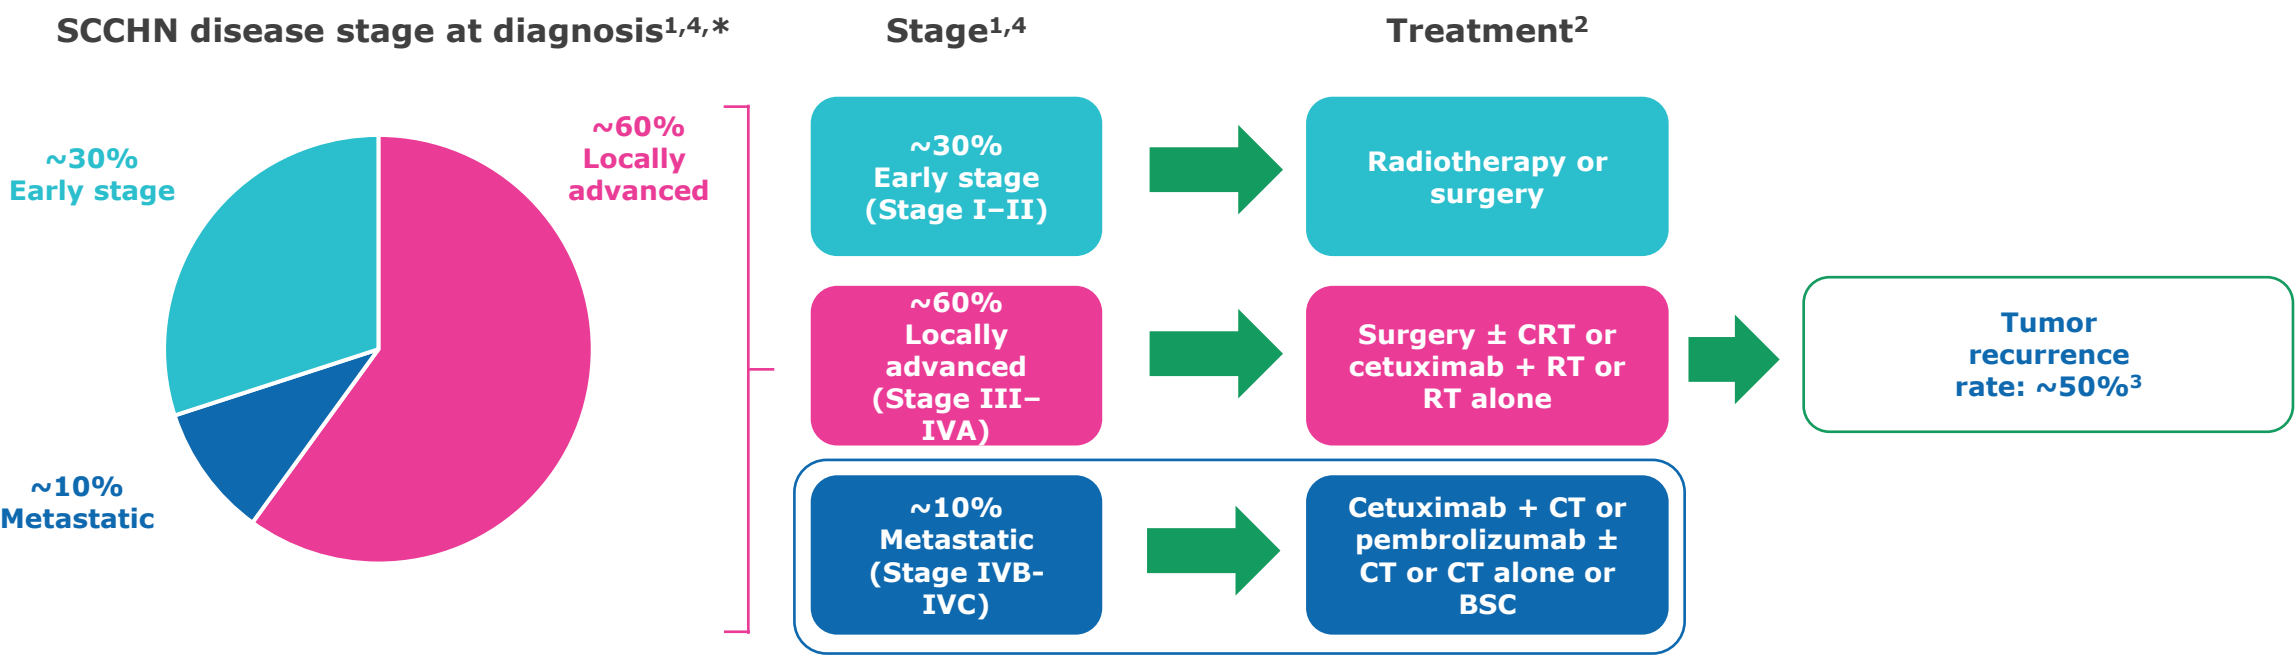 SCCHN disease stage at diagnosis1,4,*
Stage1,4
Treatment2
~30%
Early stage
~60%
Locally
advanced
~10%
Metastatic
~30%
Early stage
(Stage I–II)
Radiotherapy or
surgery
~60%
Locally
advanced
(Stage III–
IVA)
Surgery ± CRT or
cetuximab + RT or
RT alone
Tumor
recurrence
rate: ~50%3
~10%
Metastatic
(Stage IVB-
IVC)
Cetuximab + CT or
pembrolizumab ±
CT or CT alone or
BSC